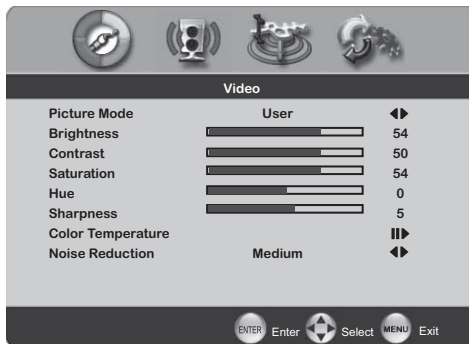 Video
Picture Mode User
Brightness 54
Contrast 50
Saturation 54
Hue 0
Sharpness 5
Color Temperature
Noise Reduction Medium
ENTER Enter Select MENU Exit